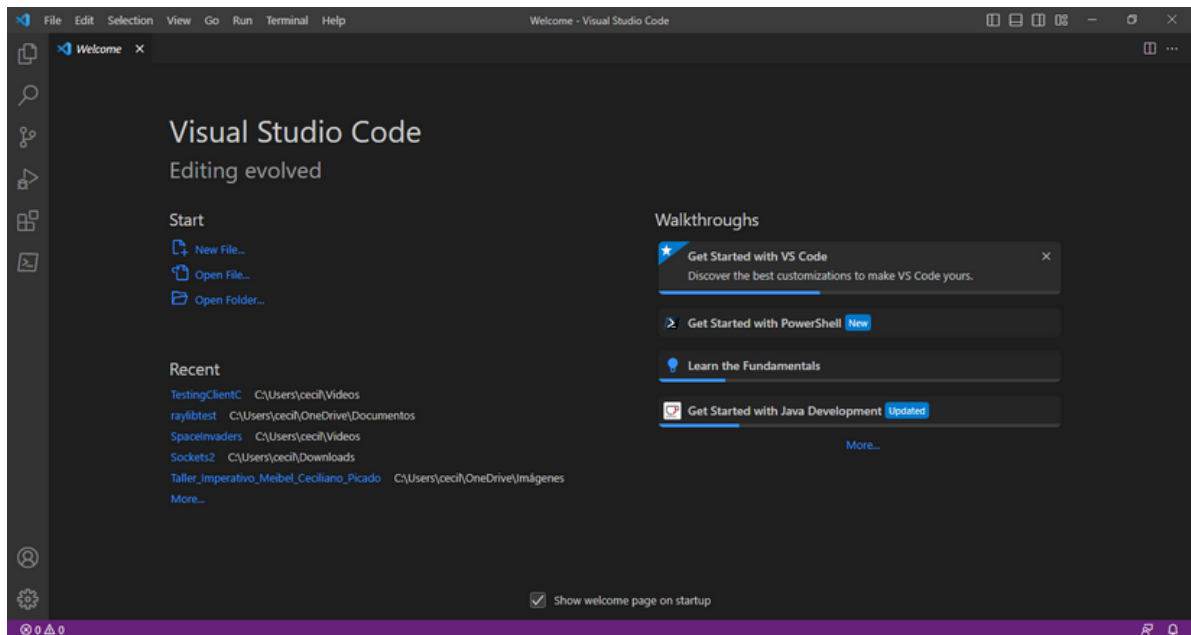 File Edit Selection View Go Run Terminal Help
Welcome - Visual Studio Code
Welcome
Visual Studio Code
Editing evolved
Start
New File...
Open File...
Open Folder...
Recent
TestingClientC C:\Users\cecil\Videos
raylibtest C:\Users\cecil\OneDrive\Documentos
SpaceInvaders C:\Users\cecil\Videos
Sockets2 C:\Users\cecil\Downloads
Taller_Imperativo_Meibel_Ceciliano_Picado C:\Users\cecil\OneDrive\Imágenes
More...
Walkthroughs
Get Started with VS Code
Discover the best customizations to make VS Code yours.
Get Started with PowerShell New
Learn the Fundamentals
Get Started with Java Development Updated
More...
Show welcome page on startup
0 0